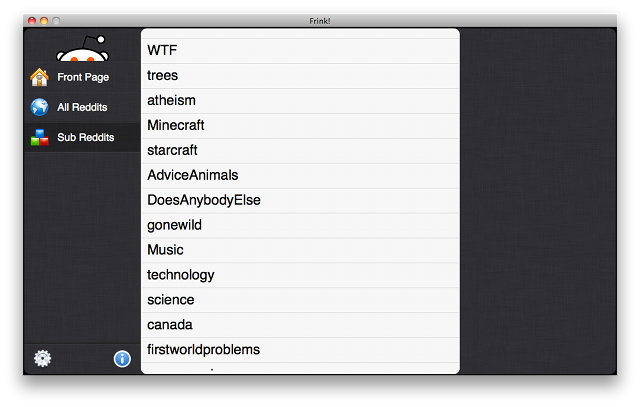 Frink!
Front Page
All Reddits
Sub Reddits
WTF
trees
atheism
Minecraft
starcraft
AdviceAnimals
DoesAnybodyElse
gonewild
Music
technology
science
canada
firstworldproblems